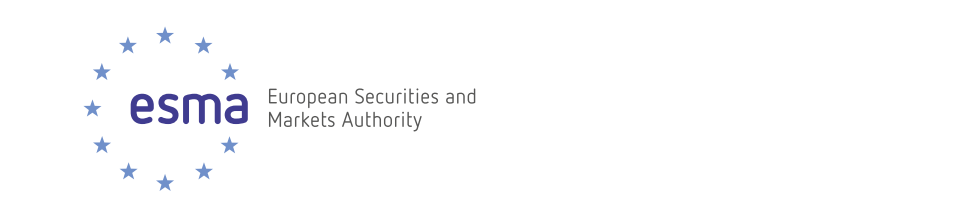 esma
European Securities and
Markets Authority